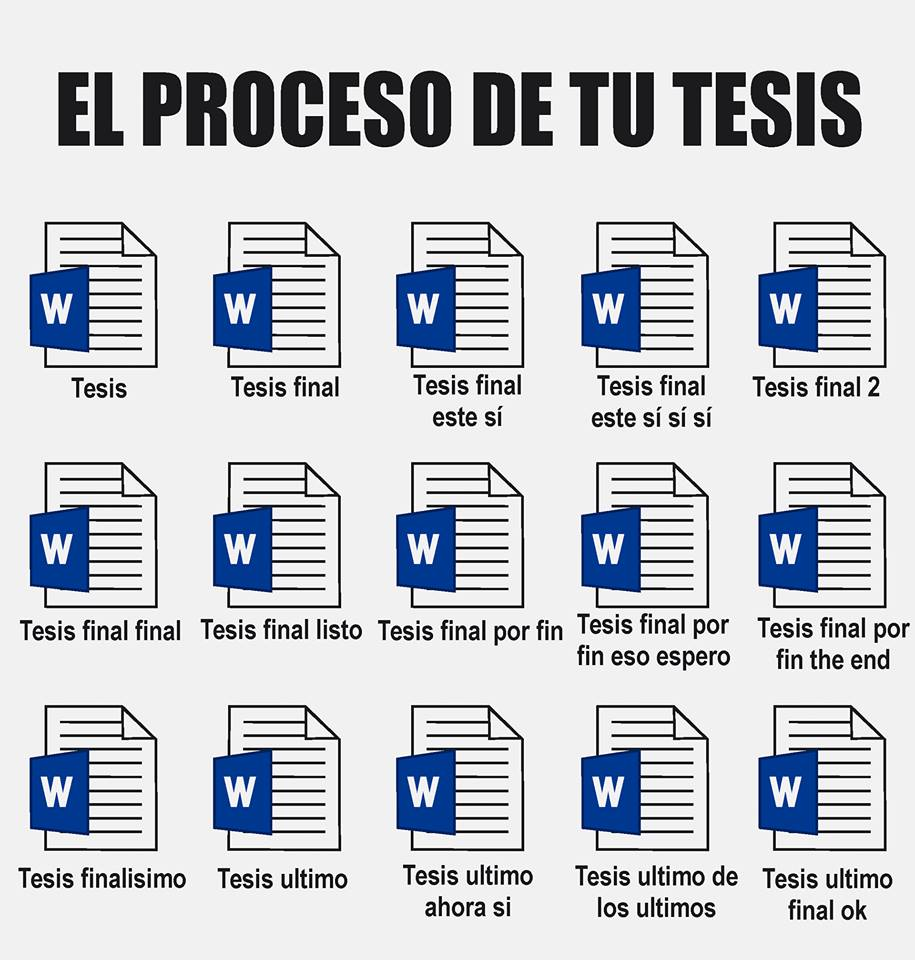 EL PROCESO DE TU TESIS
W
W
W
W
W
Tesis
Tesis final
Tesis final
este sí
Tesis final
este sí sí sí
Tesis final 2
W
W
W
W
W
Tesis final final
Tesis final listo
Tesis final por fin
Tesis final por
fin eso espero
Tesis final por
fin the end
W
W
W
W
W
Tesis finalisimo
Tesis ultimo
Tesis ultimo
ahora si
Tesis ultimo de
los ultimos
Tesis ultimo
final ok